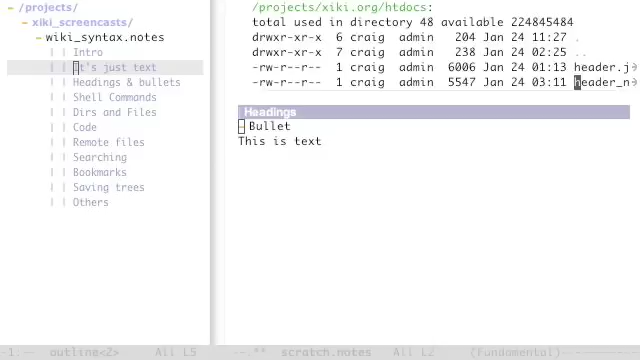 - /projects/
- xiki_screencasts/
- wiki_syntax.notes
| | Intro
| | It's just text
| | Headings & bullets
| | Shell Commands
| | Dirs and Files
| | Code
| | Remote files
| | Searching
| | Bookmarks
| | Saving trees
| | Others
/projects/xiki.org/htdocs:
total used in directory 48 available 224845484
drwxr-xr-x 6 craig admin 204 Jan 24 11:27 .
drwxr-xr-x 7 craig admin 238 Jan 24 02:25 ..
-rw-r--r-- 1 craig admin 6006 Jan 24 01:13 header.j
-rw-r--r-- 1 craig admin 5547 Jan 24 03:11 header_n
Headings
- Bullet
This is text
-1.-- outline<2> All L5
--.** scratch.notes All L2 (Fundamental)